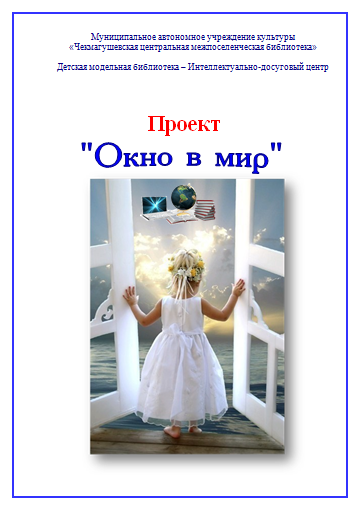 Муниципальное автономное учреждение культуры
«Чекмагушевская центральная межпоселенческая библиотека»
Детская модельная библиотека – Интеллектуально-досуговый центр
Проект
"Окно в мир"